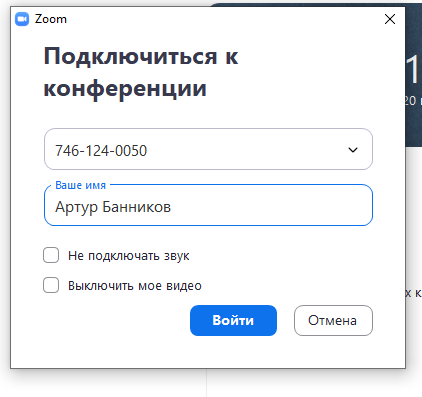 Zoom
Подключиться к
конференции
746-124-0050
Ваше имя
Артур Банников
Не подключать звук
Выключить мое видео
Войти
Отмена